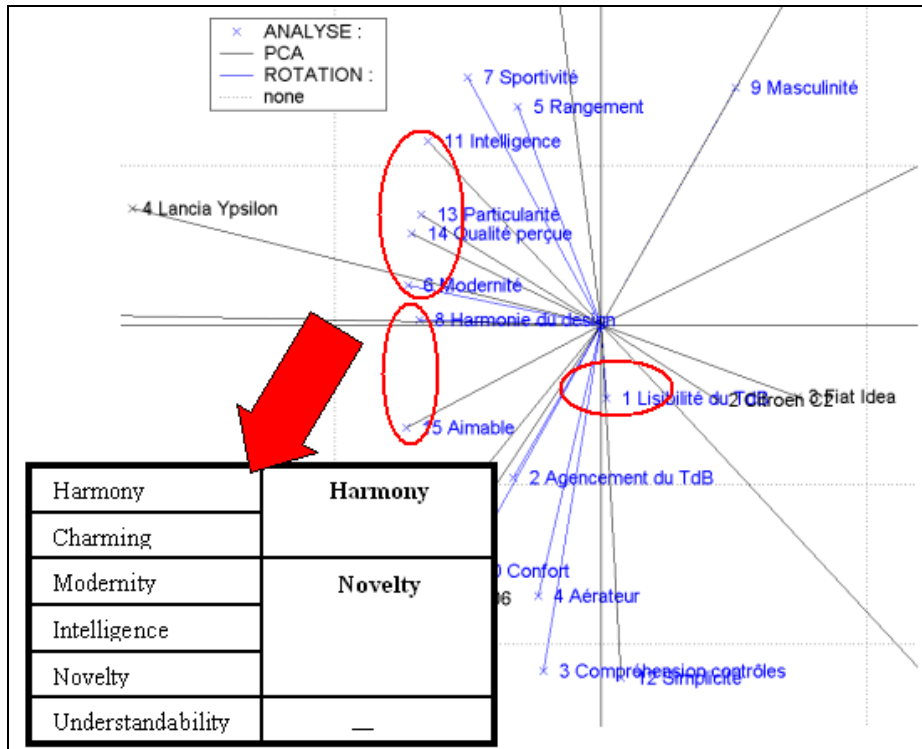 ANALYSE :
PCA
ROTATION :
none
7 Sportivité
9 Masculinité
5 Rangement
11 Intelligence
4 Lancia Ypsilon
13 Particularité
14 Qualité perçue
6 Modernité
8 Harmonie du design
1 Lisibilité du TdB
2 Citroen C2
3 Fiat Idea
15 Aimable
2 Agencement du TdB
0 Confort
06
4 Aérateur
3 Compréhension contrôles
12 Simplicité
Harmony
Harmony
Charming
Modernity
Novelty
Intelligence
Novelty
Understandability
—